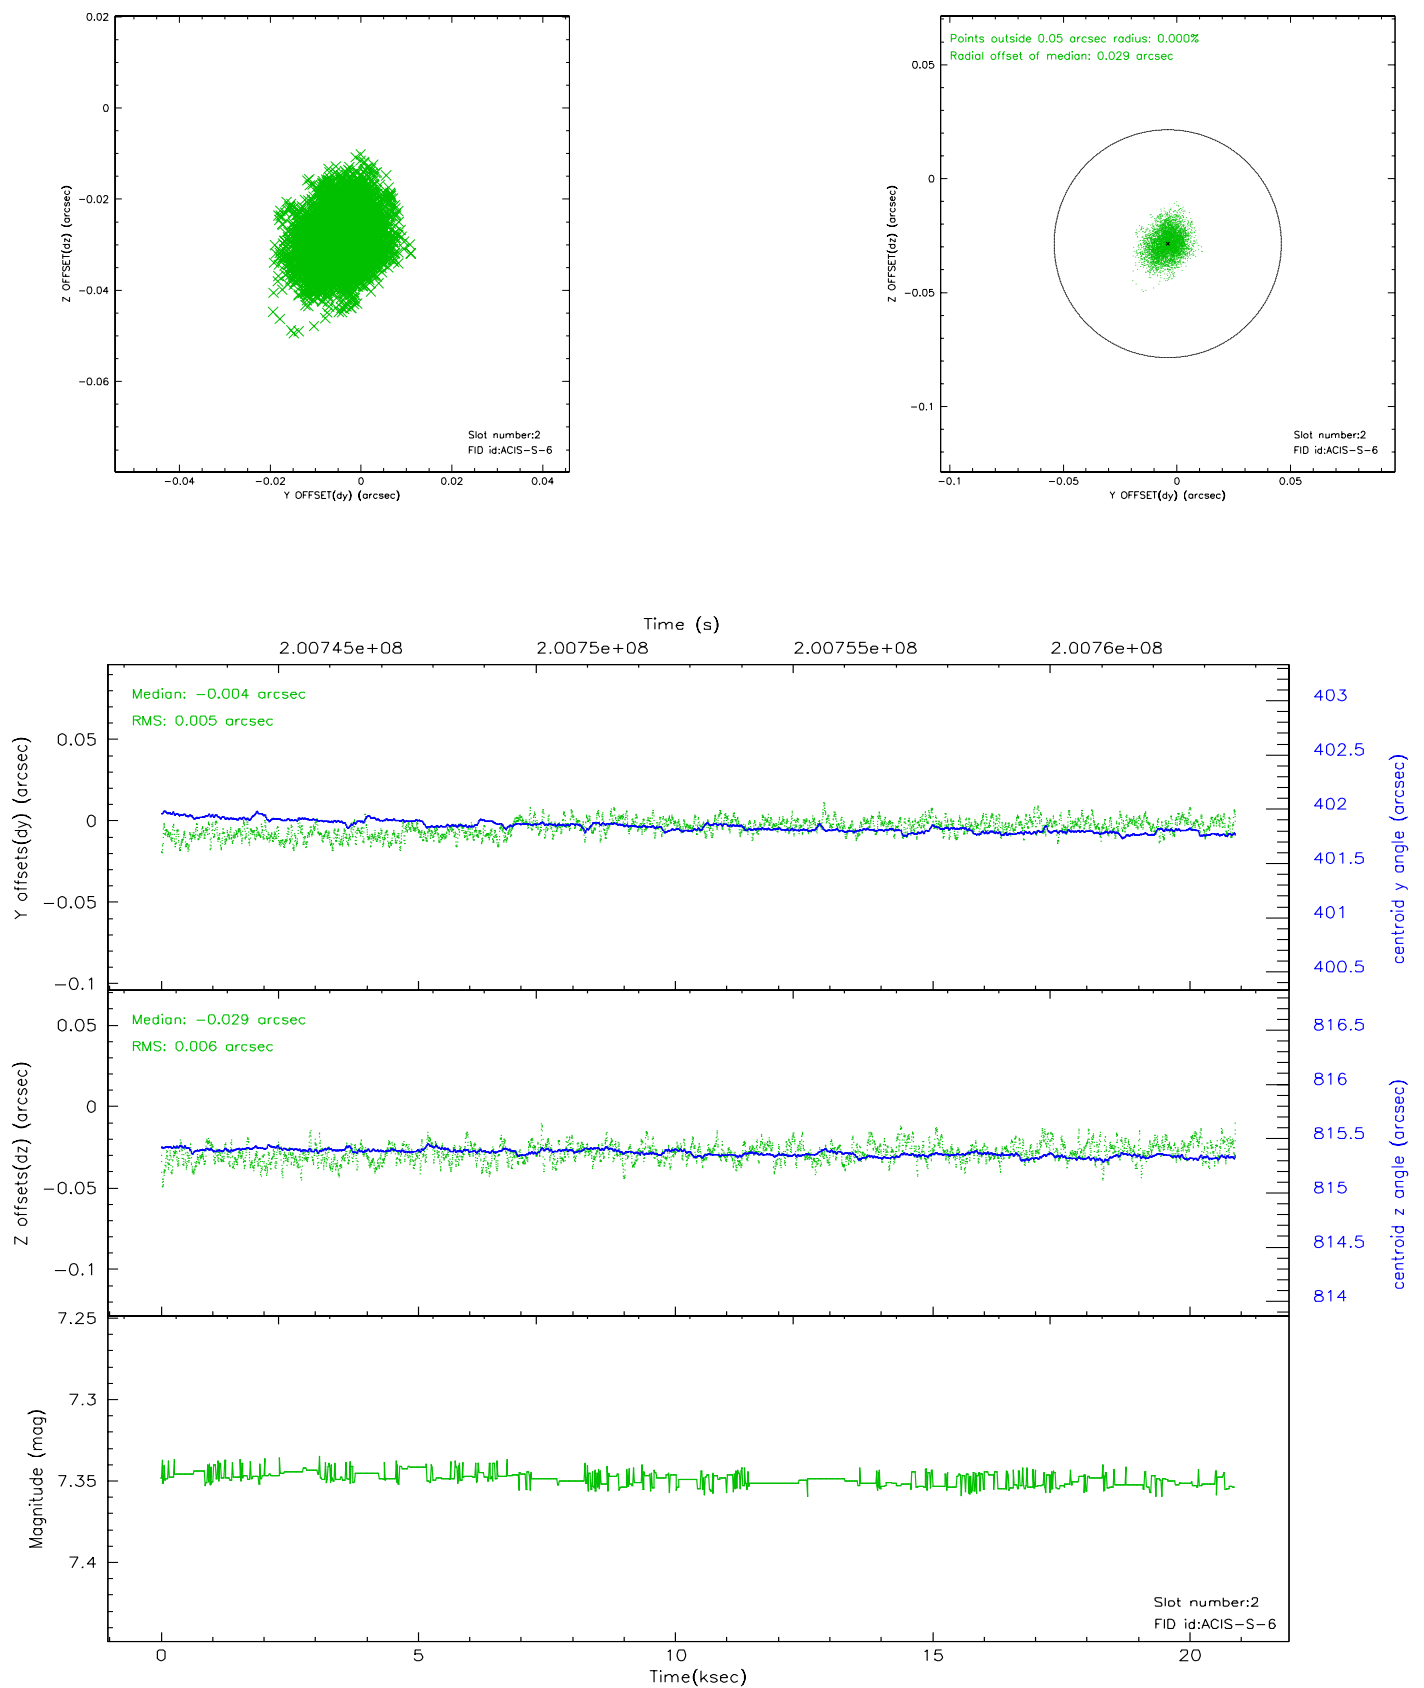 0.02
0
-0.02
-0.04
-0.06
Z OFFSET(dz) (arcsec)
-0.04
-0.02
0
0.02
0.04
Y OFFSET(dy) (arcsec)
Slot number:2
FID id:ACIS-S-6
Points outside 0.05 arcsec radius: 0.000%
Radial offset of median: 0.029 arcsec
0.05
0
-0.05
-0.1
Z OFFSET(dz) (arcsec)
-0.1
-0.05
0
0.05
Y OFFSET(dy) (arcsec)
Slot number:2
FID id:ACIS-S-6
Time (s)
2.00745e+08
2.0075e+08
2.00755e+08
2.0076e+08
Median: -0.004 arcsec
RMS: 0.005 arcsec
0.05
0
-0.05
-0.1
Y offsets(dy) (arcsec)
403
402.5
402
401.5
401
400.5
centroid y angle (arcsec)
Median: -0.029 arcsec
RMS: 0.006 arcsec
0.05
0
-0.05
-0.1
Z offsets(dz) (arcsec)
816.5
816
815.5
815
814.5
814
centroid z angle (arcsec)
7.25
7.3
7.35
7.4
Magnitude (mag)
Slot number:2
FID id:ACIS-S-6
0
5
10
15
20
Time(ksec)